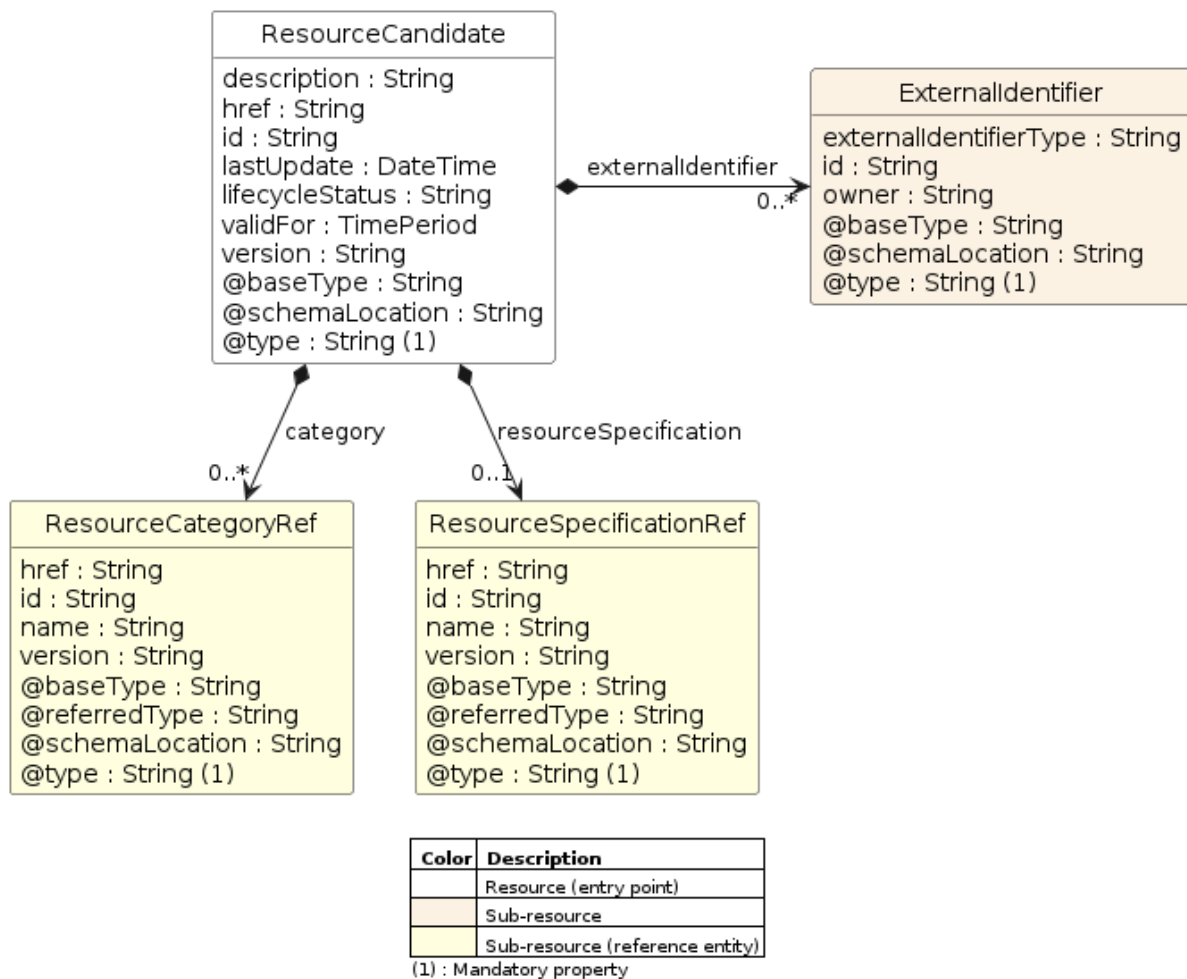 ResourceCandidate
description : String
href : String
id : String
lastUpdate : DateTime
lifecycleStatus : String
validFor : TimePeriod
version : String
@baseType : String
@schemaLocation : String
@type : String (1)
externalIdentifier
0..*
ExternalIdentifier
externalIdentifierType : String
id : String
owner : String
@baseType : String
@schemaLocation : String
@type : String (1)
category
0..*
resourceSpecification
0..1
ResourceCategoryRef
href : String
id : String
name : String
version : String
@baseType : String
@referredType : String
@schemaLocation : String
@type : String (1)
ResourceSpecificationRef
href : String
id : String
name : String
version : String
@baseType : String
@referredType : String
@schemaLocation : String
@type : String (1)
Color Description
Resource (entry point)
Sub-resource
Sub-resource (reference entity)
(1) : Mandatory property